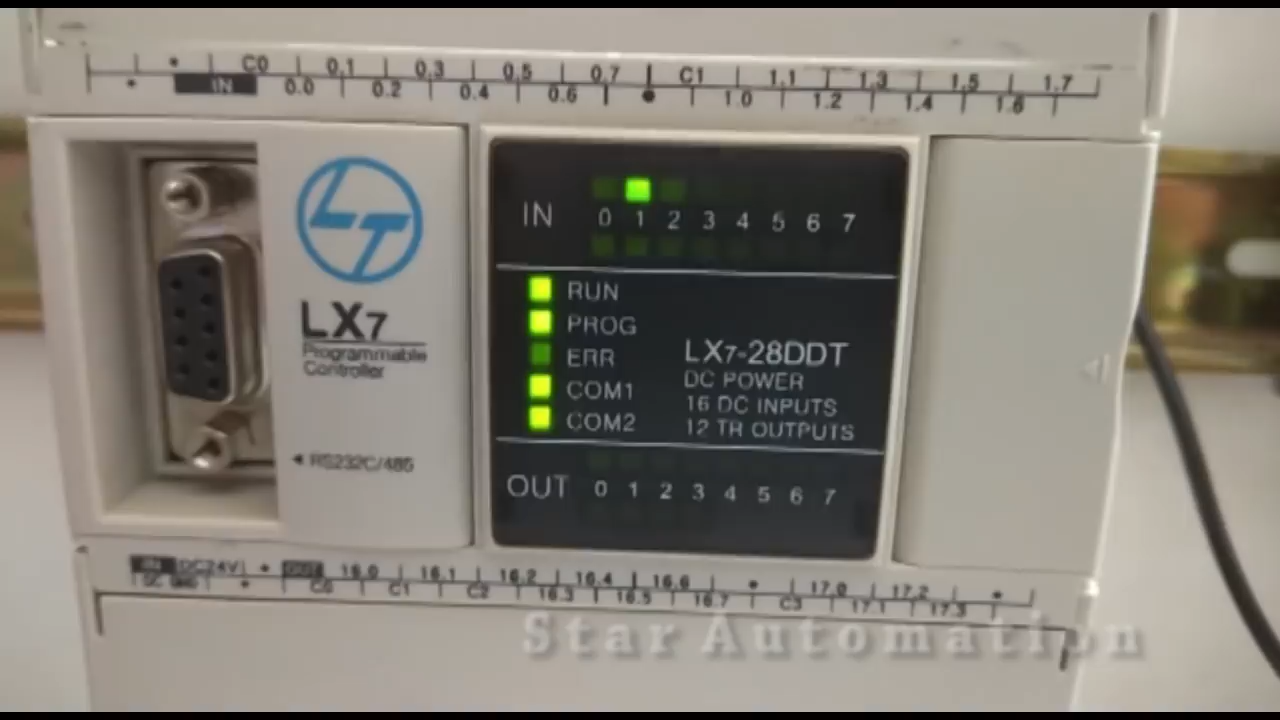 C0 0.1 0.3 0.5 0.7 C1 1.1 1.3 1.5 1.7
IN 0.0 0.2 0.4 0.6 1.0 1.2 1.4 1.6
LT
LX7
Programmable
Controller
RS232C/485
IN 0 1 2 3 4 5 6 7
RUN
PROG
ERR
COM1
COM2
LX7-28DDT
DC POWER
16 DC INPUTS
12 TR OUTPUTS
OUT 0 1 2 3 4 5 6 7
IN DC24V OUT 16.0 16.1 16.2 16.4 16.6 17.0 17.2
C0 C1 C2 16.3 16.5 16.7 C3 17.1 17.3
Star Automation